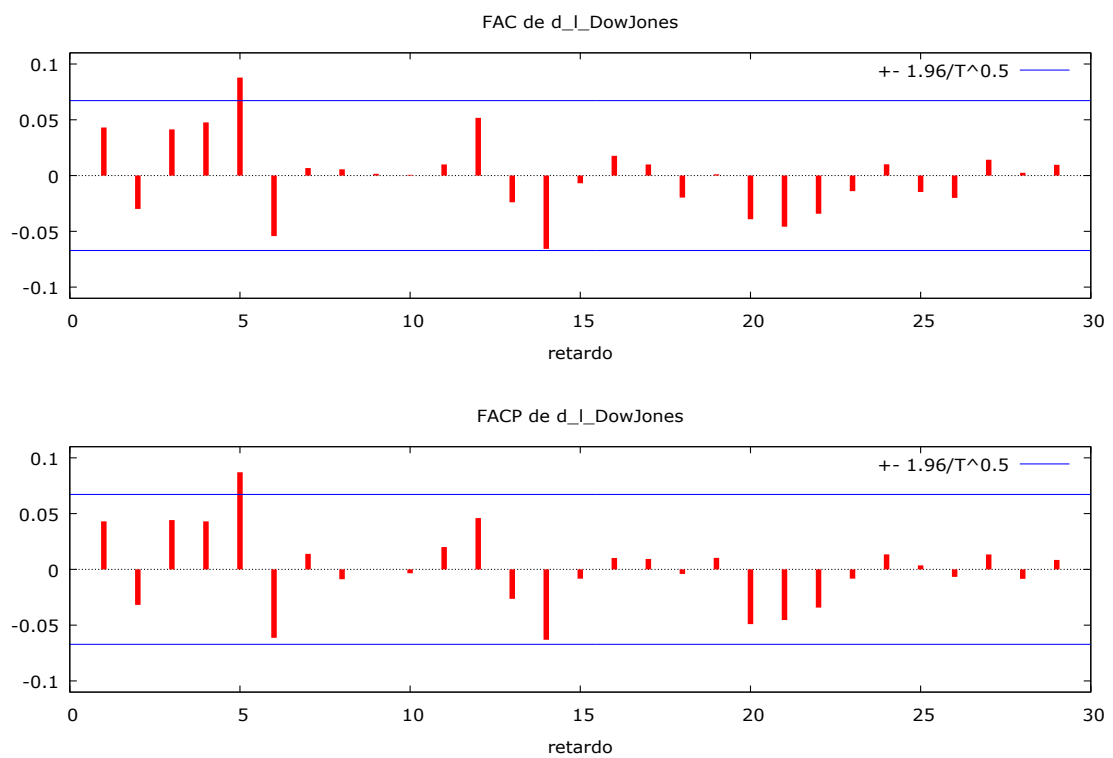 FAC de d_l_DowJones
+- 1.96/T^0.5
0.1
0.05
0
-0.05
-0.1
0 5 10 15 20 25 30
retardo
FACP de d_l_DowJones
+- 1.96/T^0.5
0.1
0.05
0
-0.05
-0.1
0 5 10 15 20 25 30
retardo